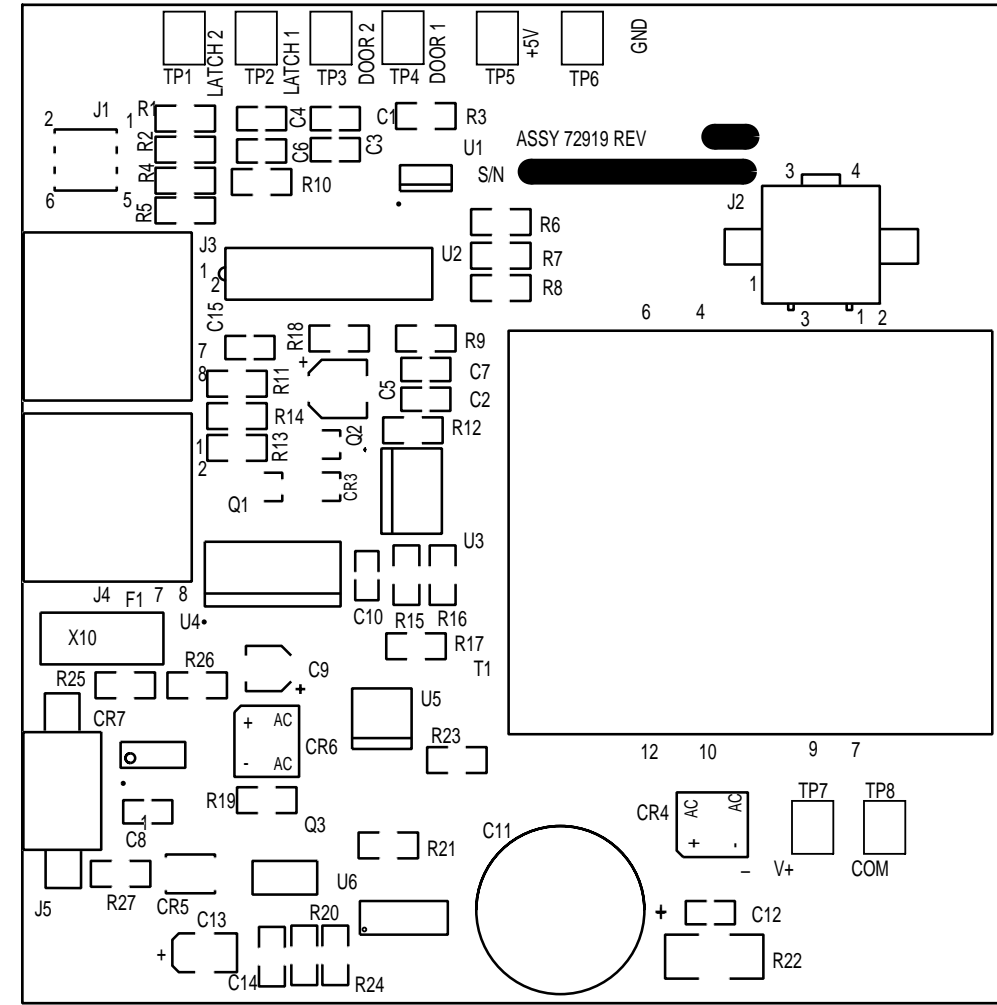 TP1
LATCH 2
TP2
LATCH 1
TP3
DOOR 2
TP4
DOOR 1
TP5
+5V
TP6
GND
J1
2
1
6
5
R1
R2
R4
R5
C4
C6
C3
R10
C1
R3
U1
ASSY 72919 REV
S/N
3
4
J2
1
3
1
2
J3
1
2
U2
R6
R7
R8
6
4
C15
7
8
R18
+
R9
C7
C5
C2
R11
R14
R13
R12
Q2
1
2
CR3
Q1
U3
J4
F1
7
8
U4
C10
R15
R16
X10
R17
T1
R25
R26
C9
+
U5
CR7
+
AC
-
AC
CR6
R23
12
10
9
7
R19
Q3
C8
1
CR4
AC
AC
+
-
–
TP7
V+
TP8
COM
C11
R21
R27
CR5
U6
J5
C13
+
R20
C14
R24
+
C12
R22